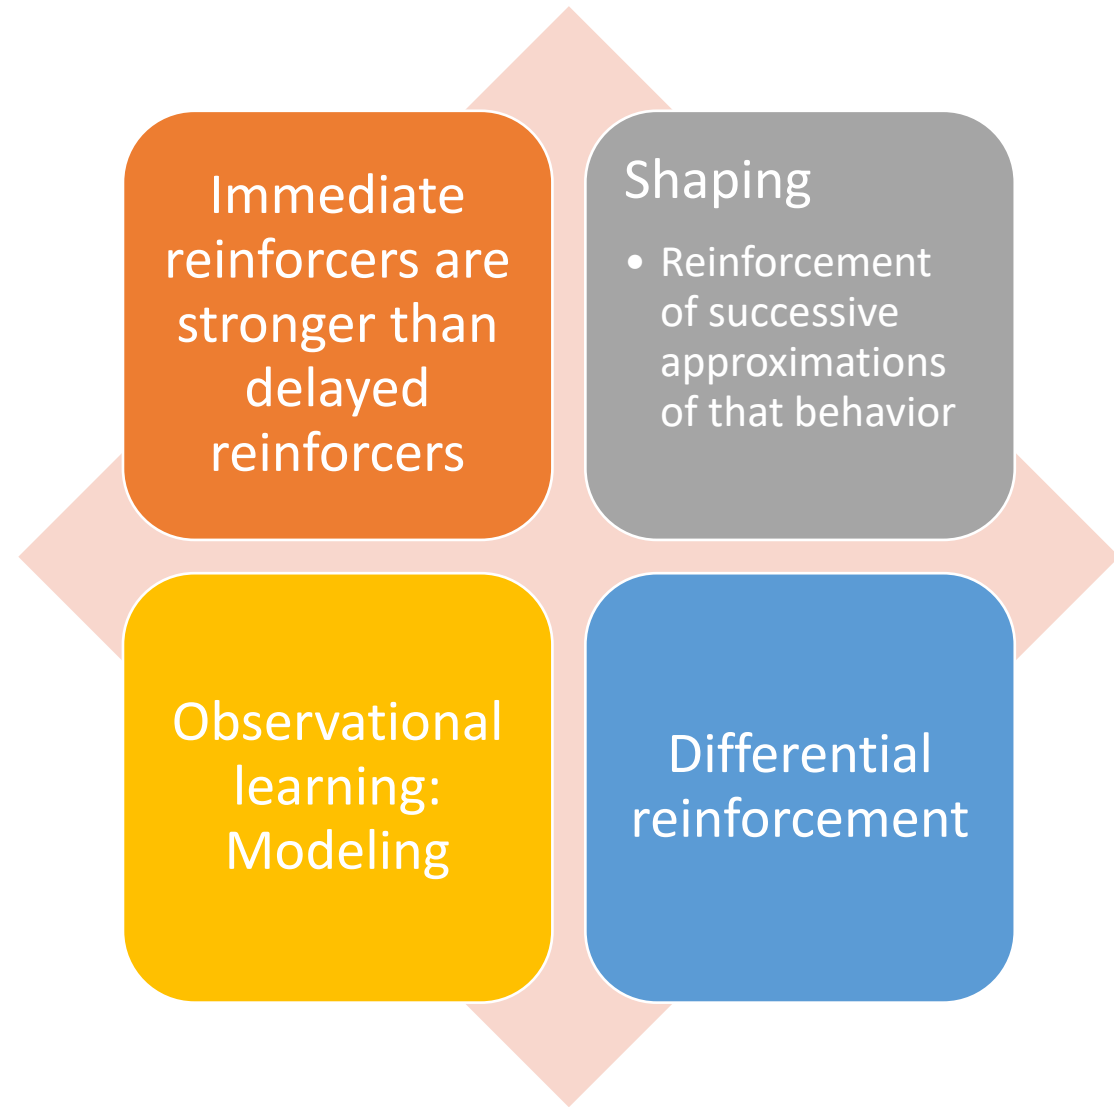 Immediate
reinforcers are
stronger than
delayed
reinforcers
Shaping
• Reinforcement
of successive
approximations
of that behavior
Observational
learning:
Modeling
Differential
reinforcement